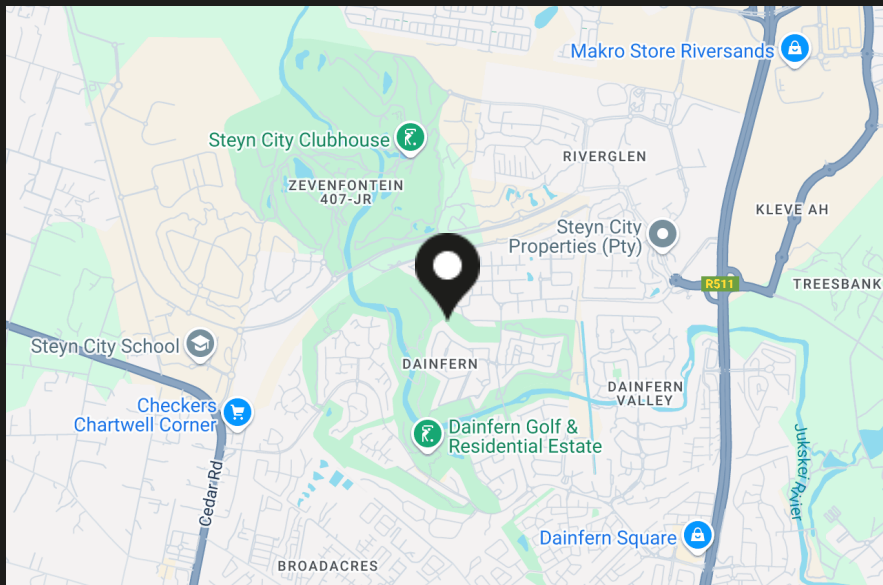 Makro Store Riversands
Steyn City Clubhouse
RIVERGLEN
ZEVENFONTEIN
407-JR
KLEVE AH
Steyn City
Properties (Pty)
R511
TREESBANK
Steyn City School
DAINFERN
DAINFERN
VALLEY
Checkers
Chartwell Corner
Dainfern Golf &
Residential Estate
Jukskei Rivier
Cedar Rd
Dainfern Square
BROADACRES